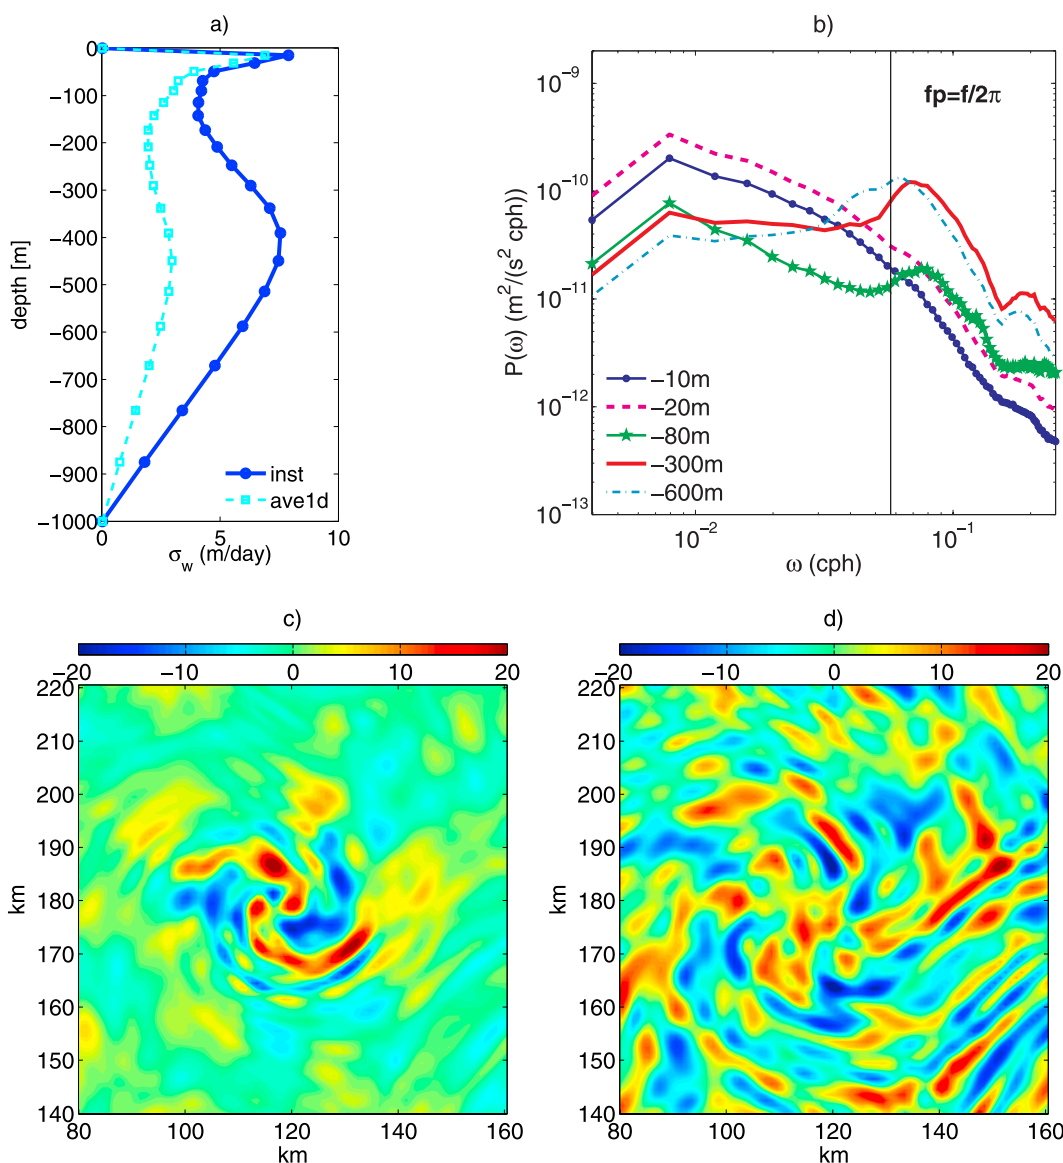 a)
0
−100
−200
−300
−400
−500
−600
−700
−800
−900
−1000
depth [m]
inst
ave1d
0 5 10
σ_w (m/day)
b)
fp=f/2π
10^−9
10^−10
10^−11
10^−12
10^−13
P(ω) (m^2/(s^2 cph))
−10m
−20m
−80m
−300m
−600m
10^−2 10^−1
ω (cph)
c)
−20 −10 0 10 20
220
210
200
190
180
170
160
150
140
km
80 100 120 140 160
km
d)
−20 −10 0 10 20
220
210
200
190
180
170
160
150
140
km
80 100 120 140 160
km